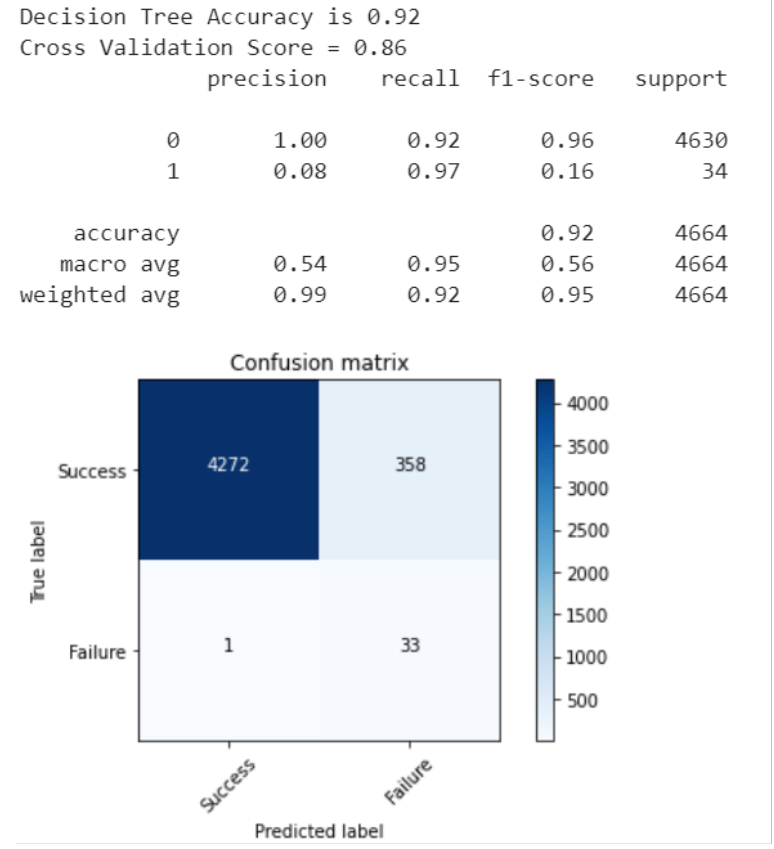 Decision Tree Accuracy is 0.92
Cross Validation Score = 0.86
precision recall f1-score support
0 1.00 0.92 0.96 4630
1 0.08 0.97 0.16 34
accuracy 0.92 4664
macro avg 0.54 0.95 0.56 4664
weighted avg 0.99 0.92 0.95 4664
Confusion matrix
4000
3500
3000
2500
2000
1500
1000
500
Success 4272 358
True label
Failure 1 33
Success Failure
Predicted label